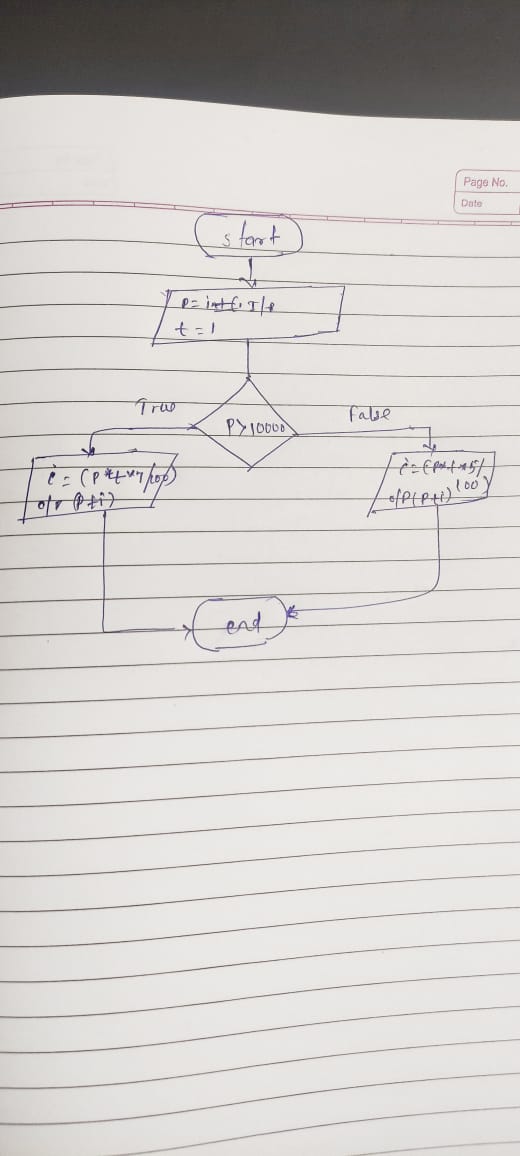 Page No.
Date
start
p = int(. I/p
t = 1
True
False
P>10000
i = (p*t*7/100)
o/p (p+i)
i = (p*t*5/
100)
o/p(p+i)
end